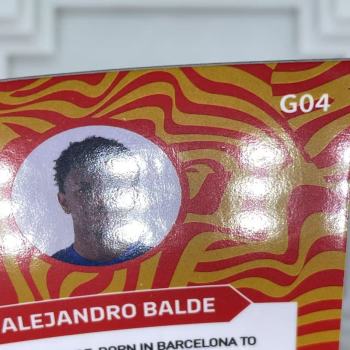 G04
ALEJANDRO BALDE
BORN IN BARCELONA TO